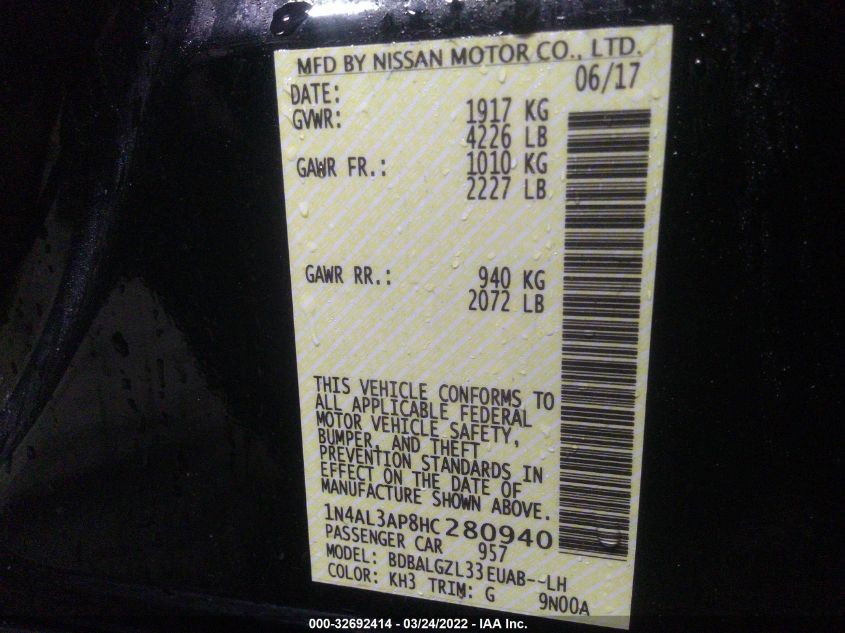 MFD BY NISSAN MOTOR CO., LTD.
DATE: 06/17
GVWR: 1917 KG
4226 LB
GAWR FR.: 1010 KG
2227 LB
GAWR RR.: 940 KG
2072 LB
THIS VEHICLE CONFORMS TO
ALL APPLICABLE FEDERAL
MOTOR VEHICLE SAFETY,
BUMPER, AND THEFT
PREVENTION STANDARDS IN
EFFECT ON THE DATE OF
MANUFACTURE SHOWN ABOVE.
1N4AL3AP8HC280940
PASSENGER CAR 957
MODEL: BDBALGZL33EUAB--LH
COLOR: KH3 TRIM: G 9N00A
000-32692414 - 03/24/2022 - IAA Inc.